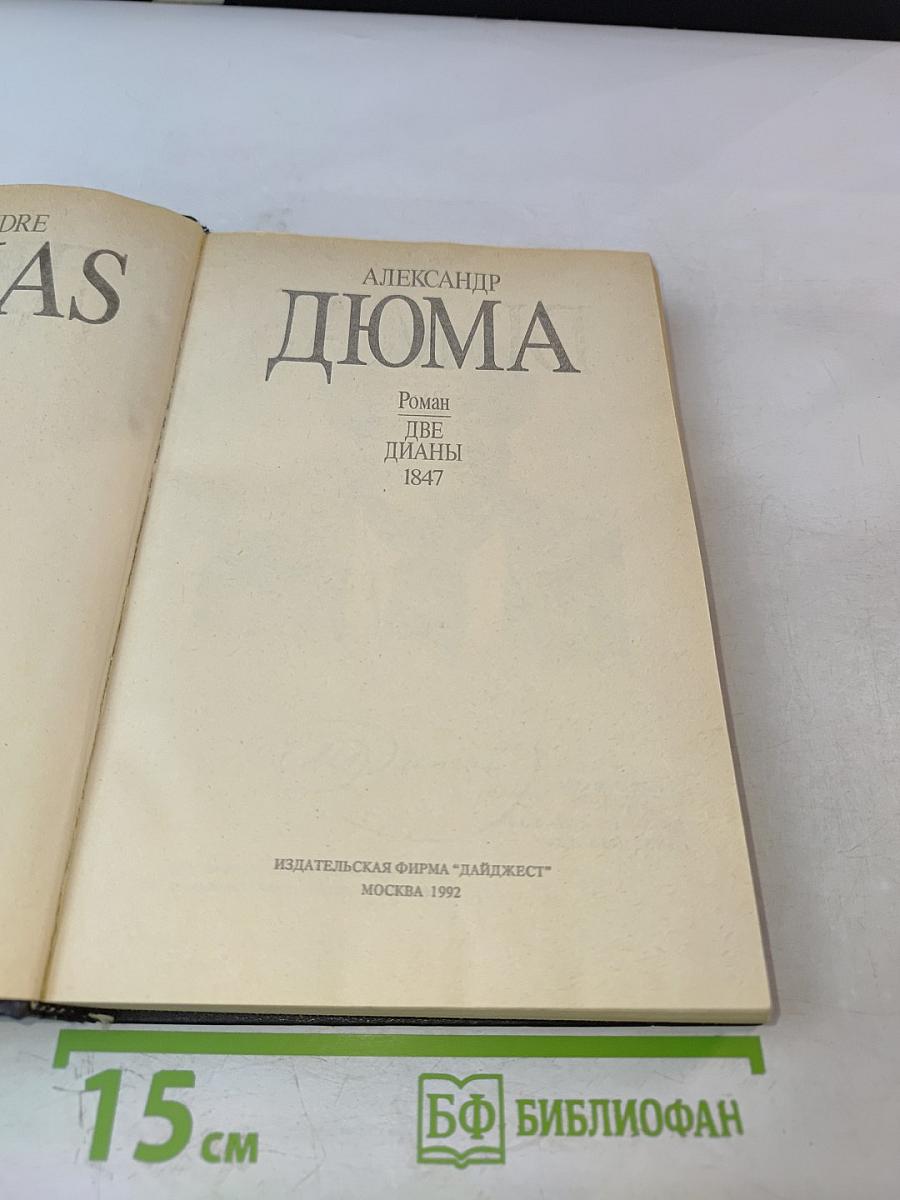 DRE
AS
АЛЕКСАНДР
ДЮМА
Роман
ДВЕ
ДИАНЫ
1847
ИЗДАТЕЛЬСКАЯ ФИРМА "ДАЙДЖЕСТ"
МОСКВА 1992
15 см
БФ БИБЛИОФАН